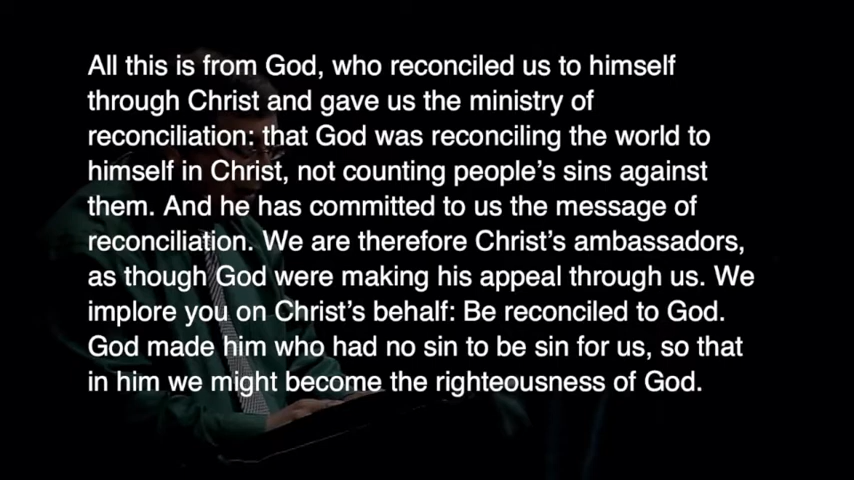 All this is from God, who reconciled us to himself
through Christ and gave us the ministry of
reconciliation: that God was reconciling the world to
himself in Christ, not counting people’s sins against
them. And he has committed to us the message of
reconciliation. We are therefore Christ’s ambassadors,
as though God were making his appeal through us. We
implore you on Christ’s behalf: Be reconciled to God.
God made him who had no sin to be sin for us, so that
in him we might become the righteousness of God.